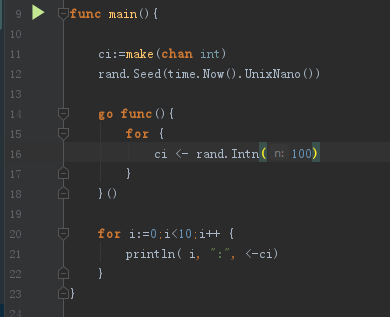 9 func main(){
10
11 ci:=make(chan int)
12 rand.Seed(time.Now().UnixNano())
13
14 go func(){
15 for {
16 ci <- rand.Intn( n: 100)
17 }
18 }()
19
20 for i:=0;i<10;i++ {
21 println( i, ":", <-ci)
22 }
23 }
24